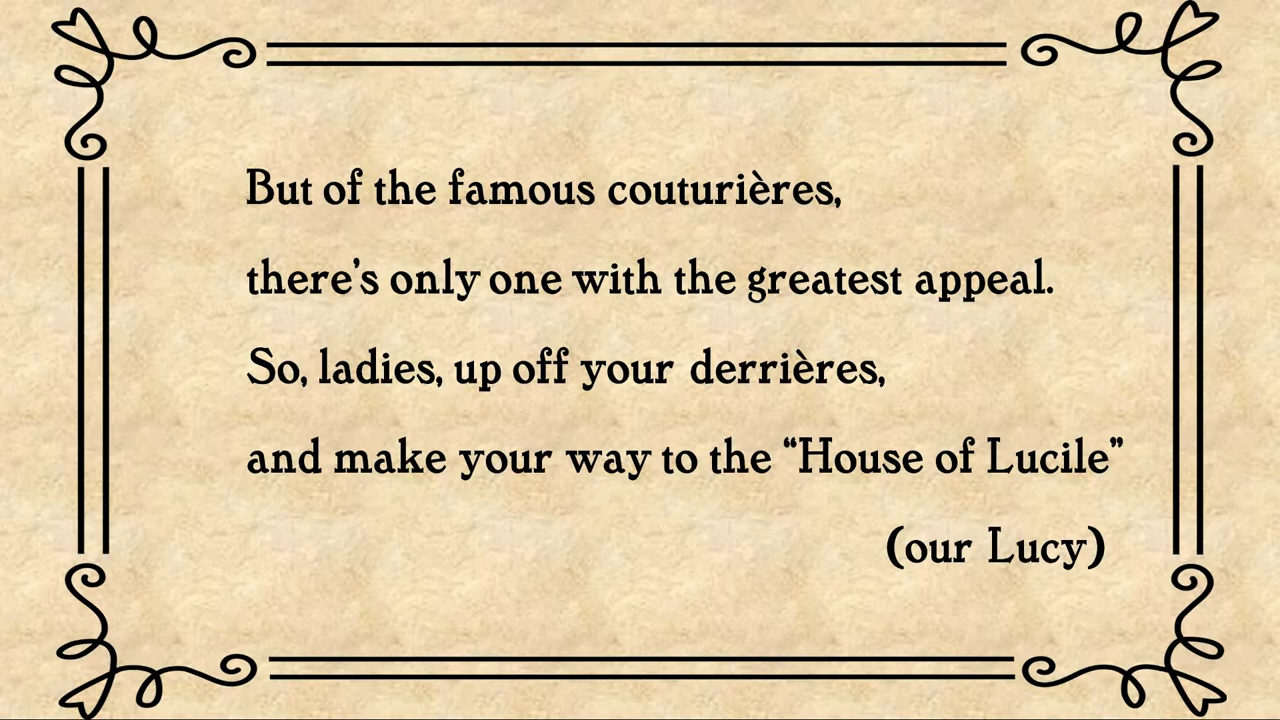 But of the famous couturières,
there’s only one with the greatest appeal.
So, ladies, up off your derrières,
and make your way to the “House of Lucile”
(our Lucy)